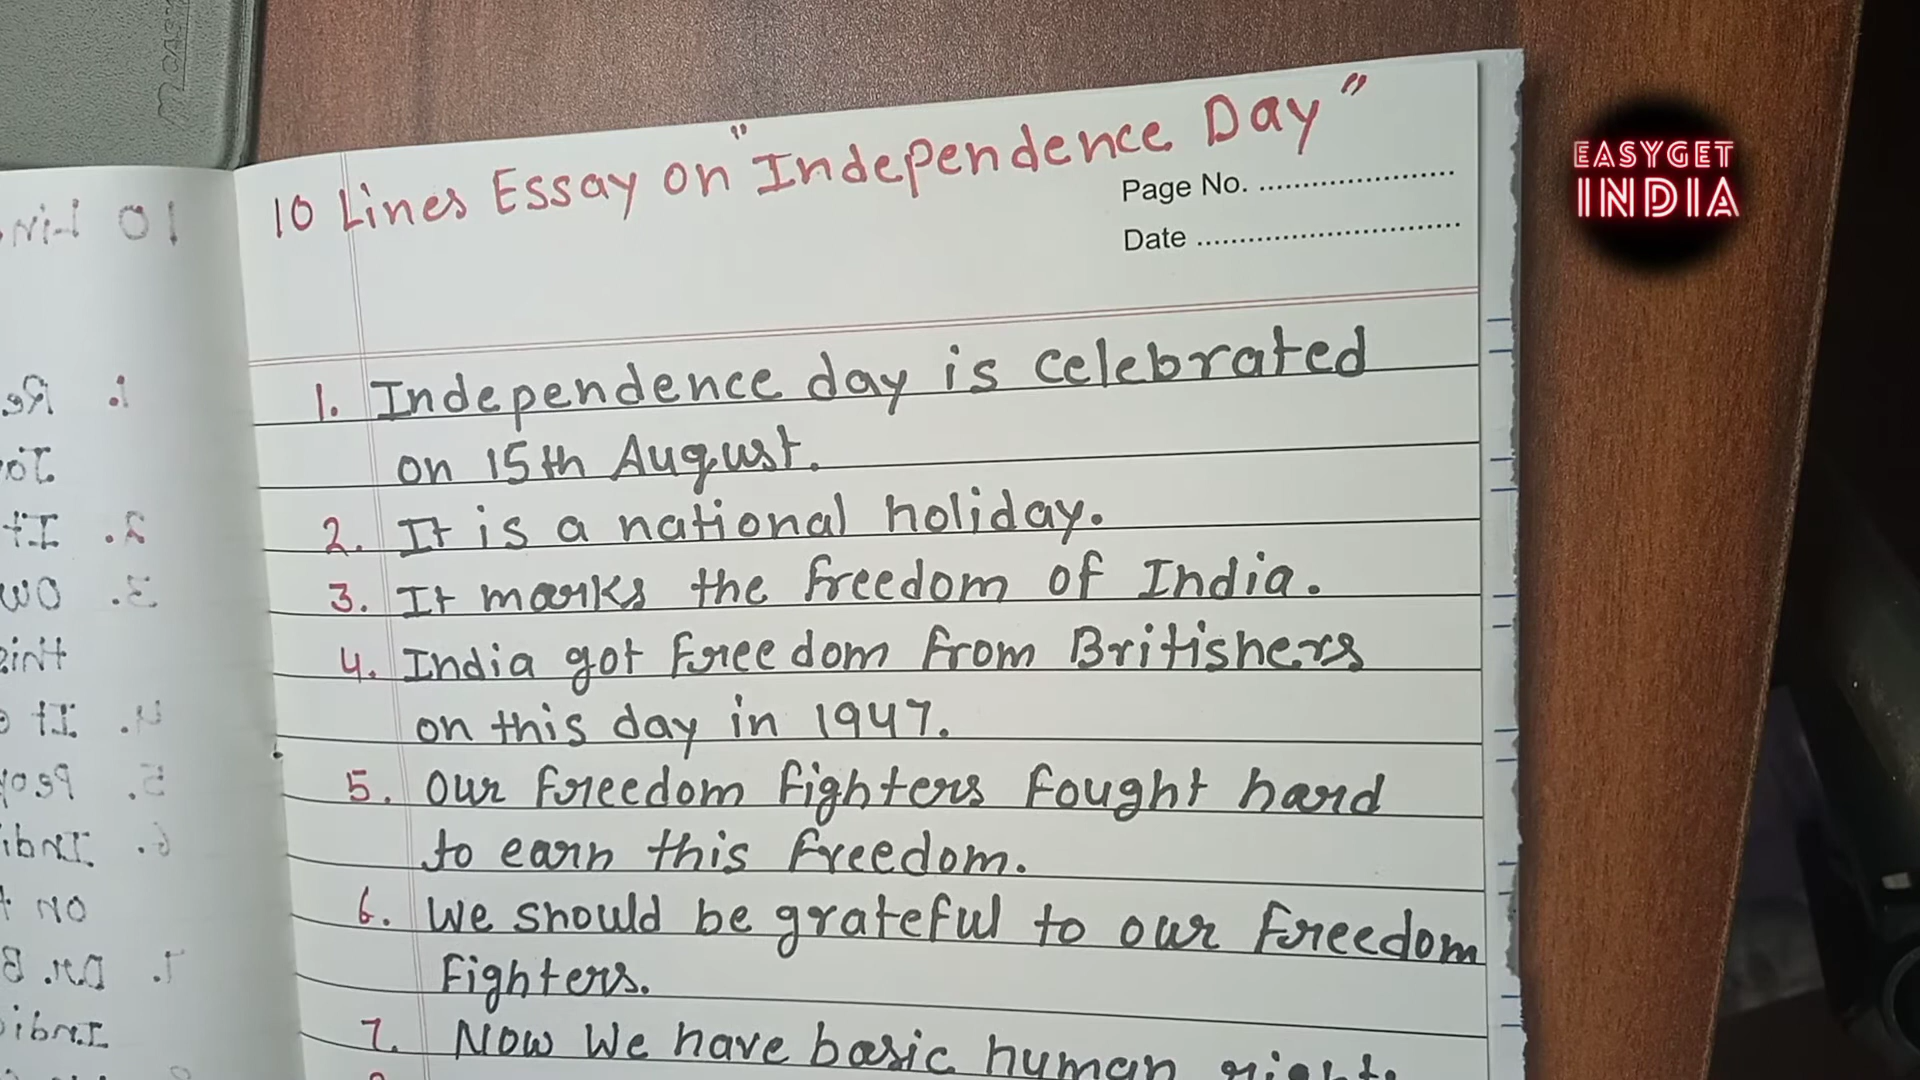 10 Lines Essay on "Independence Day"
Page No.
Date
1. Independence day is celebrated
on 15th August.
2. It is a national holiday.
3. It marks the freedom of India.
4. India got freedom from Britishers
on this day in 1947.
5. Our freedom fighters fought hard
to earn this freedom.
6. We should be grateful to our freedom
fighters.
7. Now We have basic human rights
EASYGET
INDIA